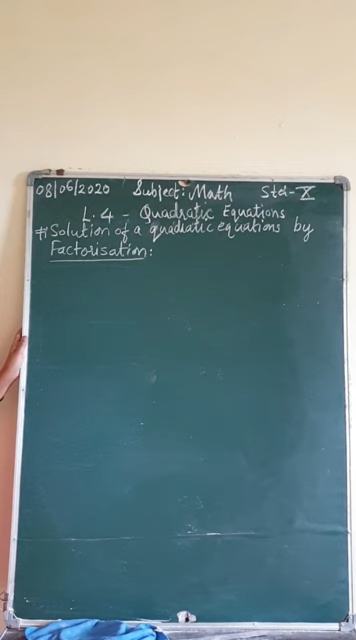 08/06/2020 Subject: Math Std-X
L.4 - Quadratic Equations
# Solution of a quadratic equations by
Factorisation: